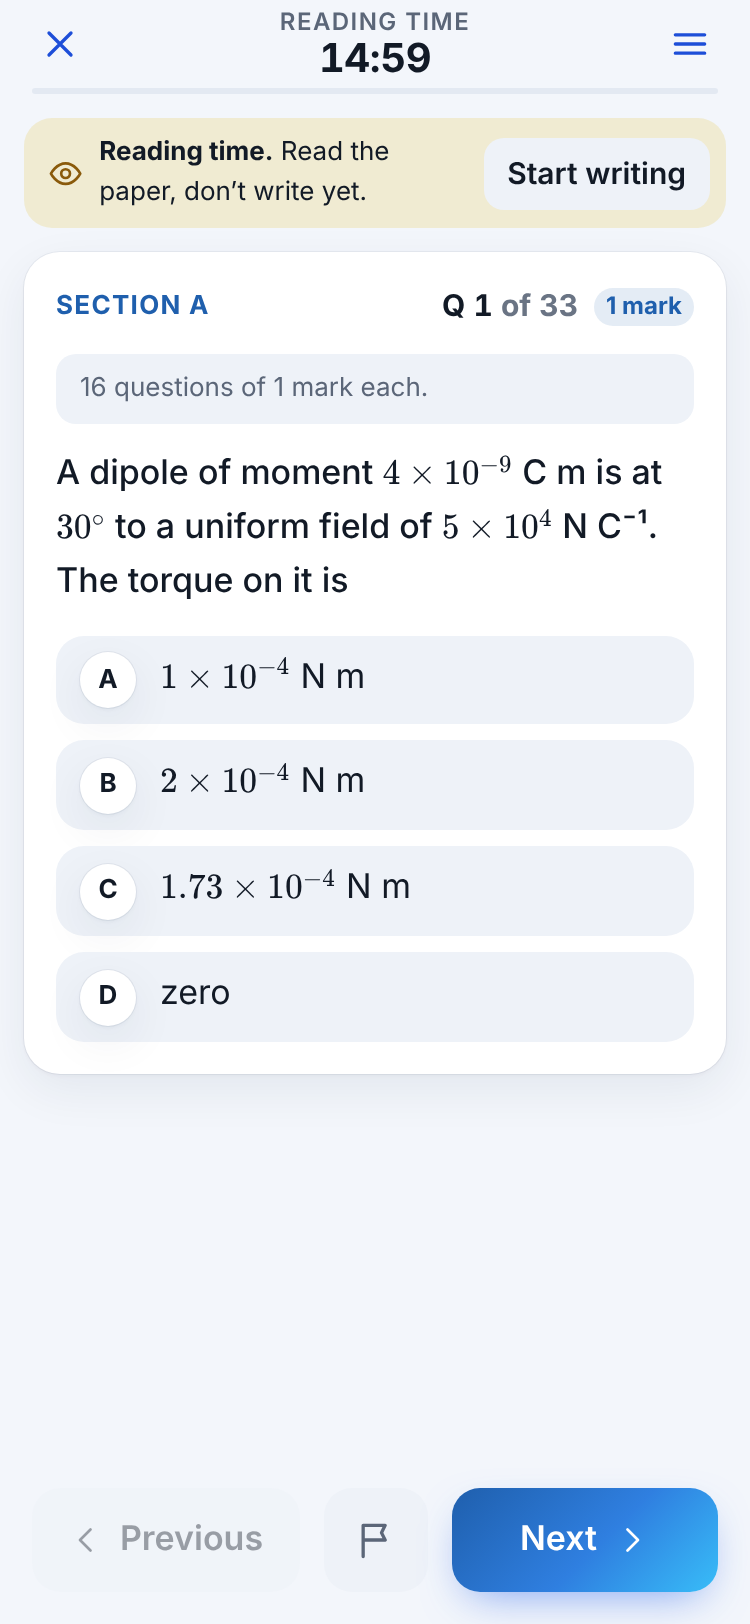 READING TIME
14:59
Reading time. Read the
paper, don’t write yet.
Start writing
SECTION A
Q 1 of 33
1 mark
16 questions of 1 mark each.
A dipole of moment 4 × 10⁻⁹ C m is at
30° to a uniform field of 5 × 10⁴ N C⁻¹.
The torque on it is
A 1 × 10⁻⁴ N m
B 2 × 10⁻⁴ N m
C 1.73 × 10⁻⁴ N m
D zero
Previous
Next